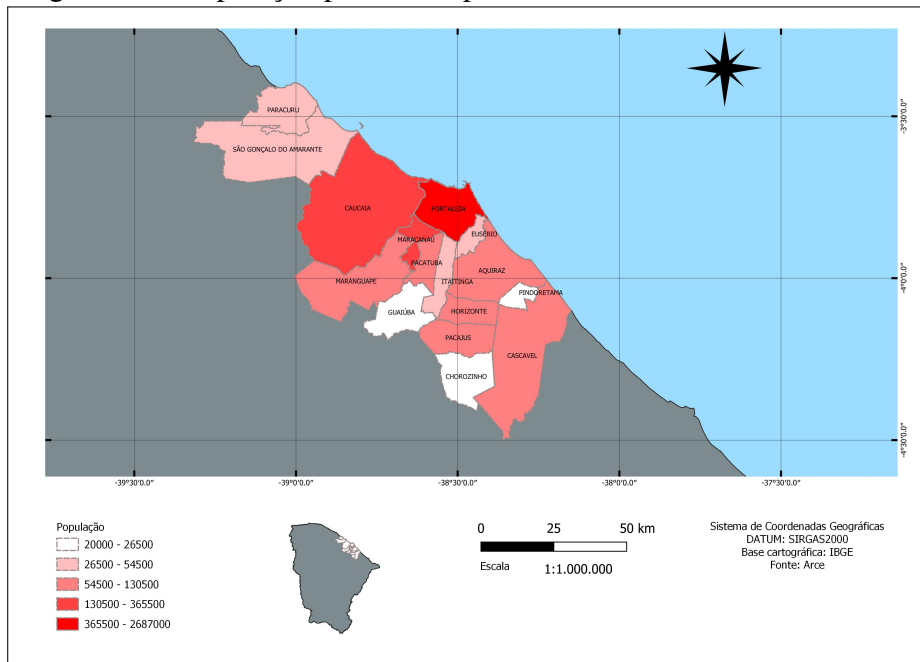 PARACURU
SÃO GONÇALO DO AMARANTE
CAUCAIA
FORTALEZA
EUSÉBIO
MARACANAÚ
PACATUBA
AQUIRAZ
ITAITINGA
MARANGUAPE
PINDORETAMA
GUAIÚBA
HORIZONTE
PACAJUS
CASCAVEL
CHOROZINHO
-3°30'0.0"
-4°0'0.0"
-4°30'0.0"
-39°30'0.0"
-39°0'0.0"
-38°30'0.0"
-38°0'0.0"
-37°30'0.0"
População
20000 - 26500
26500 - 54500
54500 - 130500
130500 - 365500
365500 - 2687000
0 25 50 km
Escala 1:1.000.000
Sistema de Coordenadas Geográficas
DATUM: SIRGAS2000
Base cartográfica: IBGE
Fonte: Arce